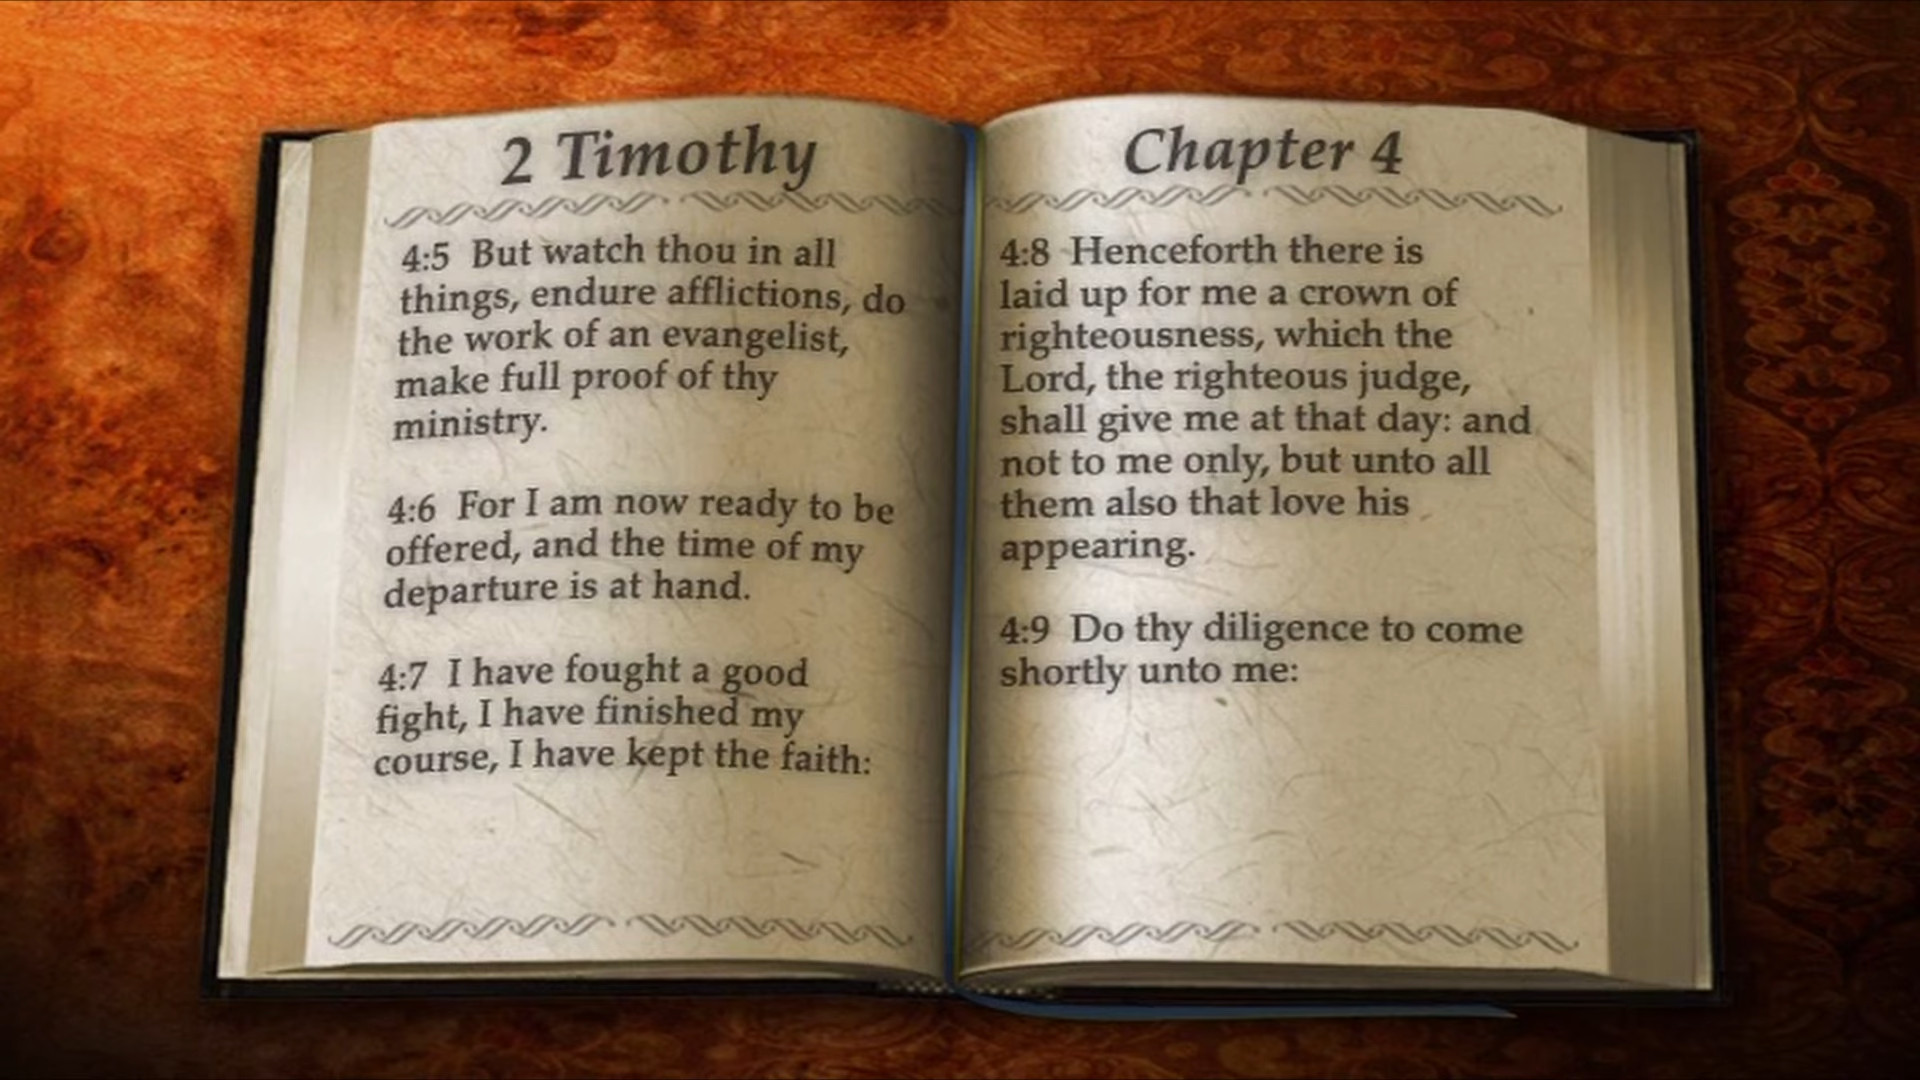 2 Timothy
4:5 But watch thou in all
things, endure afflictions, do
the work of an evangelist,
make full proof of thy
ministry.
4:6 For I am now ready to be
offered, and the time of my
departure is at hand.
4:7 I have fought a good
fight, I have finished my
course, I have kept the faith:
Chapter 4
4:8 Henceforth there is
laid up for me a crown of
righteousness, which the
Lord, the righteous judge,
shall give me at that day: and
not to me only, but unto all
them also that love his
appearing.
4:9 Do thy diligence to come
shortly unto me: